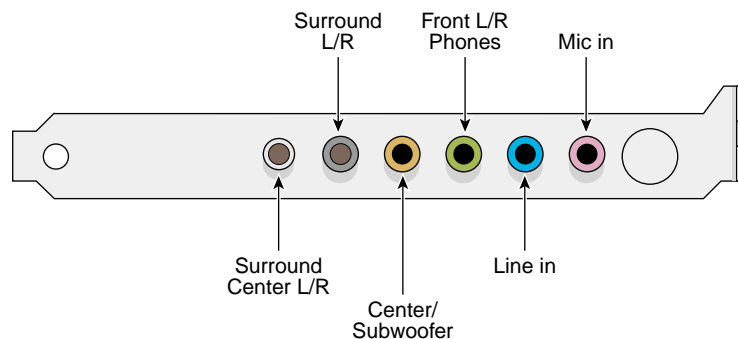 Surround
L/R
Front L/R
Phones
Mic in
Surround
Center L/R
Center/
Subwoofer
Line in